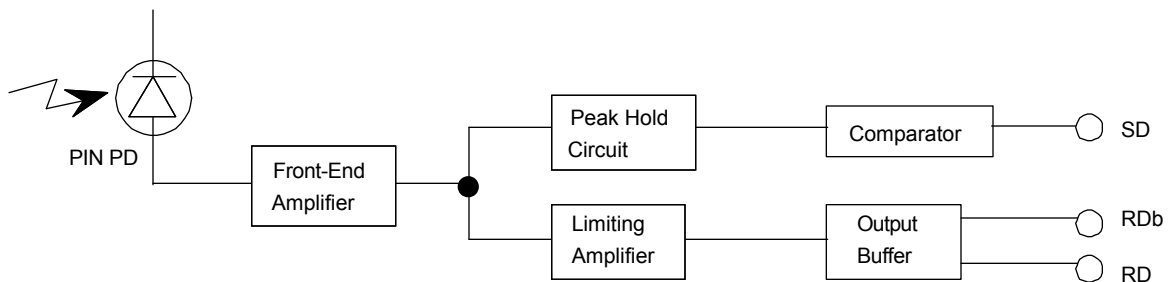 PIN PD
Front-End
Amplifier
Peak Hold
Circuit
Comparator
SD
Limiting
Amplifier
Output
Buffer
RDb
RD